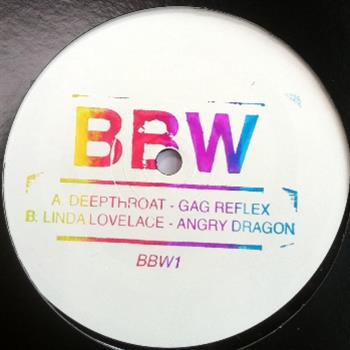 BBW
A: DEEPThROAT - GAG REFLEX
B: LINDA LOVELACE - ANGRY DRAGON
BBW1